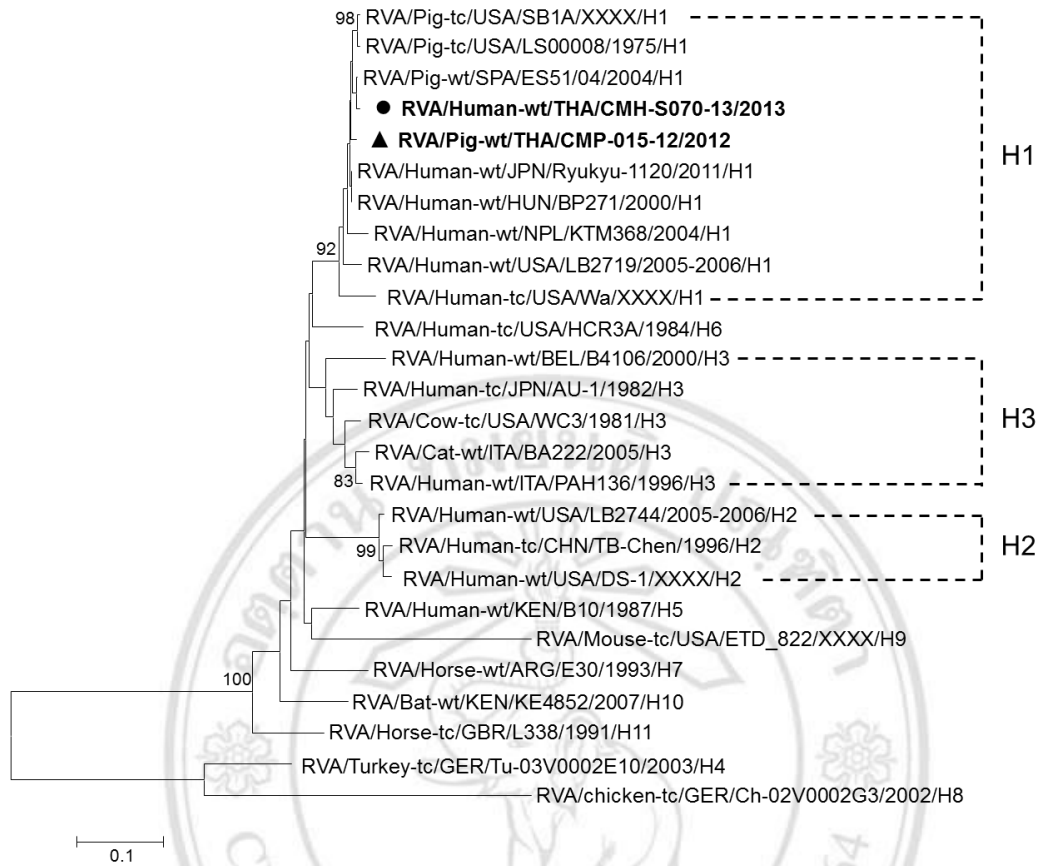 98 RVA/Pig-tc/USA/SB1A/XXXX/H1
RVA/Pig-tc/USA/LS00008/1975/H1
RVA/Pig-wt/SPA/ES51/04/2004/H1
RVA/Human-wt/THA/CMH-S070-13/2013
RVA/Pig-wt/THA/CMP-015-12/2012
H1
RVA/Human-wt/JPN/Ryukyu-1120/2011/H1
RVA/Human-wt/HUN/BP271/2000/H1
RVA/Human-wt/NPL/KTM368/2004/H1
92
RVA/Human-wt/USA/LB2719/2005-2006/H1
RVA/Human-tc/USA/Wa/XXXX/H1
RVA/Human-tc/USA/HCR3A/1984/H6
RVA/Human-wt/BEL/B4106/2000/H3
RVA/Human-tc/JPN/AU-1/1982/H3
RVA/Cow-tc/USA/WC3/1981/H3
H3
RVA/Cat-wt/ITA/BA222/2005/H3
83 RVA/Human-wt/ITA/PAH136/1996/H3
RVA/Human-wt/USA/LB2744/2005-2006/H2
99 RVA/Human-tc/CHN/TB-Chen/1996/H2
H2
RVA/Human-wt/USA/DS-1/XXXX/H2
RVA/Human-wt/KEN/B10/1987/H5
RVA/Mouse-tc/USA/ETD_822/XXXX/H9
RVA/Horse-wt/ARG/E30/1993/H7
100
RVA/Bat-wt/KEN/KE4852/2007/H10
RVA/Horse-tc/GBR/L338/1991/H11
RVA/Turkey-tc/GER/Tu-03V0002E10/2003/H4
RVA/chicken-tc/GER/Ch-02V0002G3/2002/H8
0.1